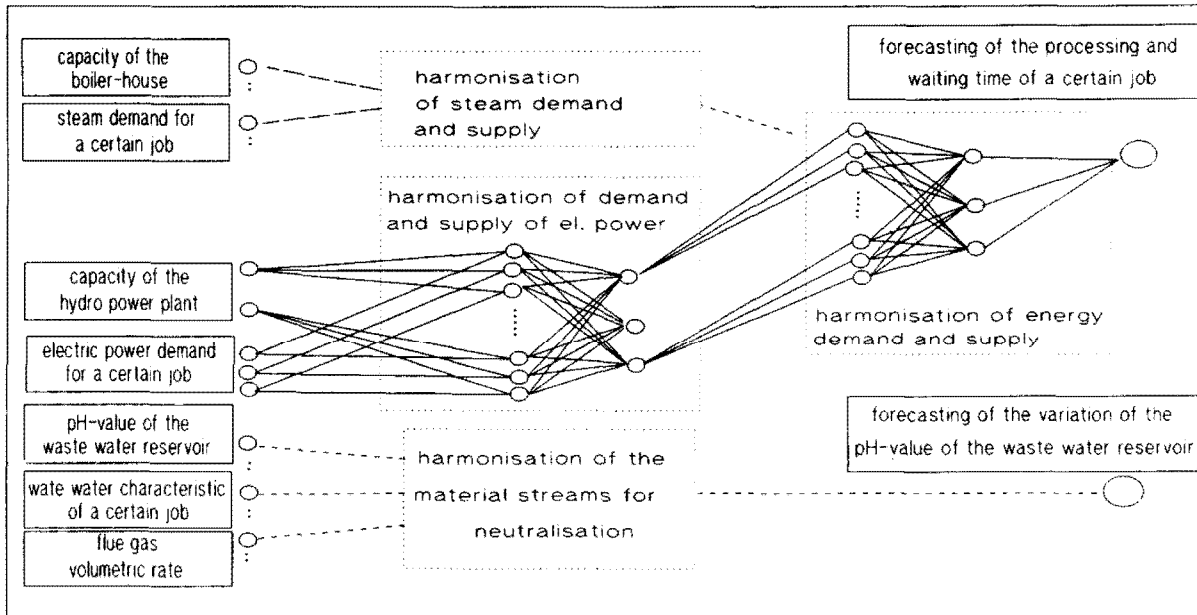 capacity of the
boiler-house
steam demand for
a certain job
harmonisation
of steam demand
and supply
forecasting of the processing and
waiting time of a certain job
harmonisation of demand
and supply of el. power
capacity of the
hydro power plant
electric power demand
for a certain job
harmonisation of energy
demand and supply
pH-value of the
waste water reservoir
wate water characteristic
of a certain job
flue gas
volumetric rate
harmonisation of the
material streams for
neutralisation
forecasting of the variation of the
pH-value of the waste water reservoir